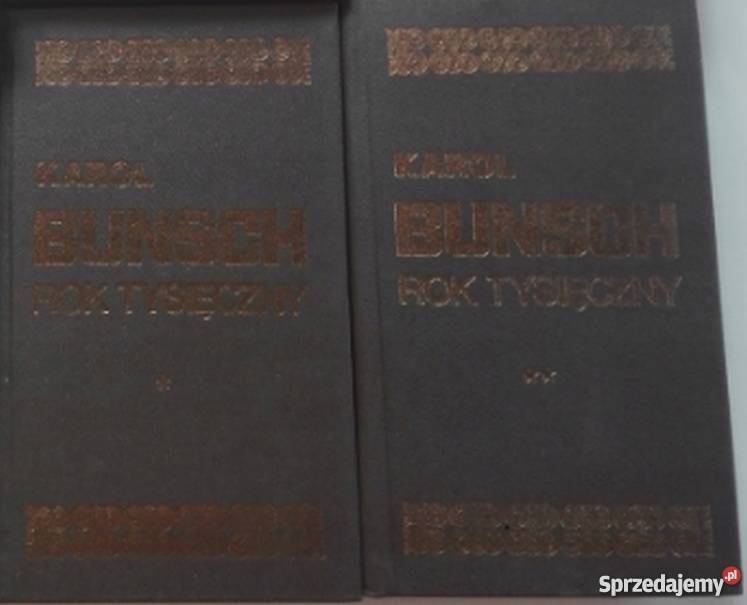 KAROL
BUNSCH
ROK TYSIĘCZNY
*
KAROL
BUNSCH
ROK TYSIĘCZNY
**
Sprzedajemy.pl